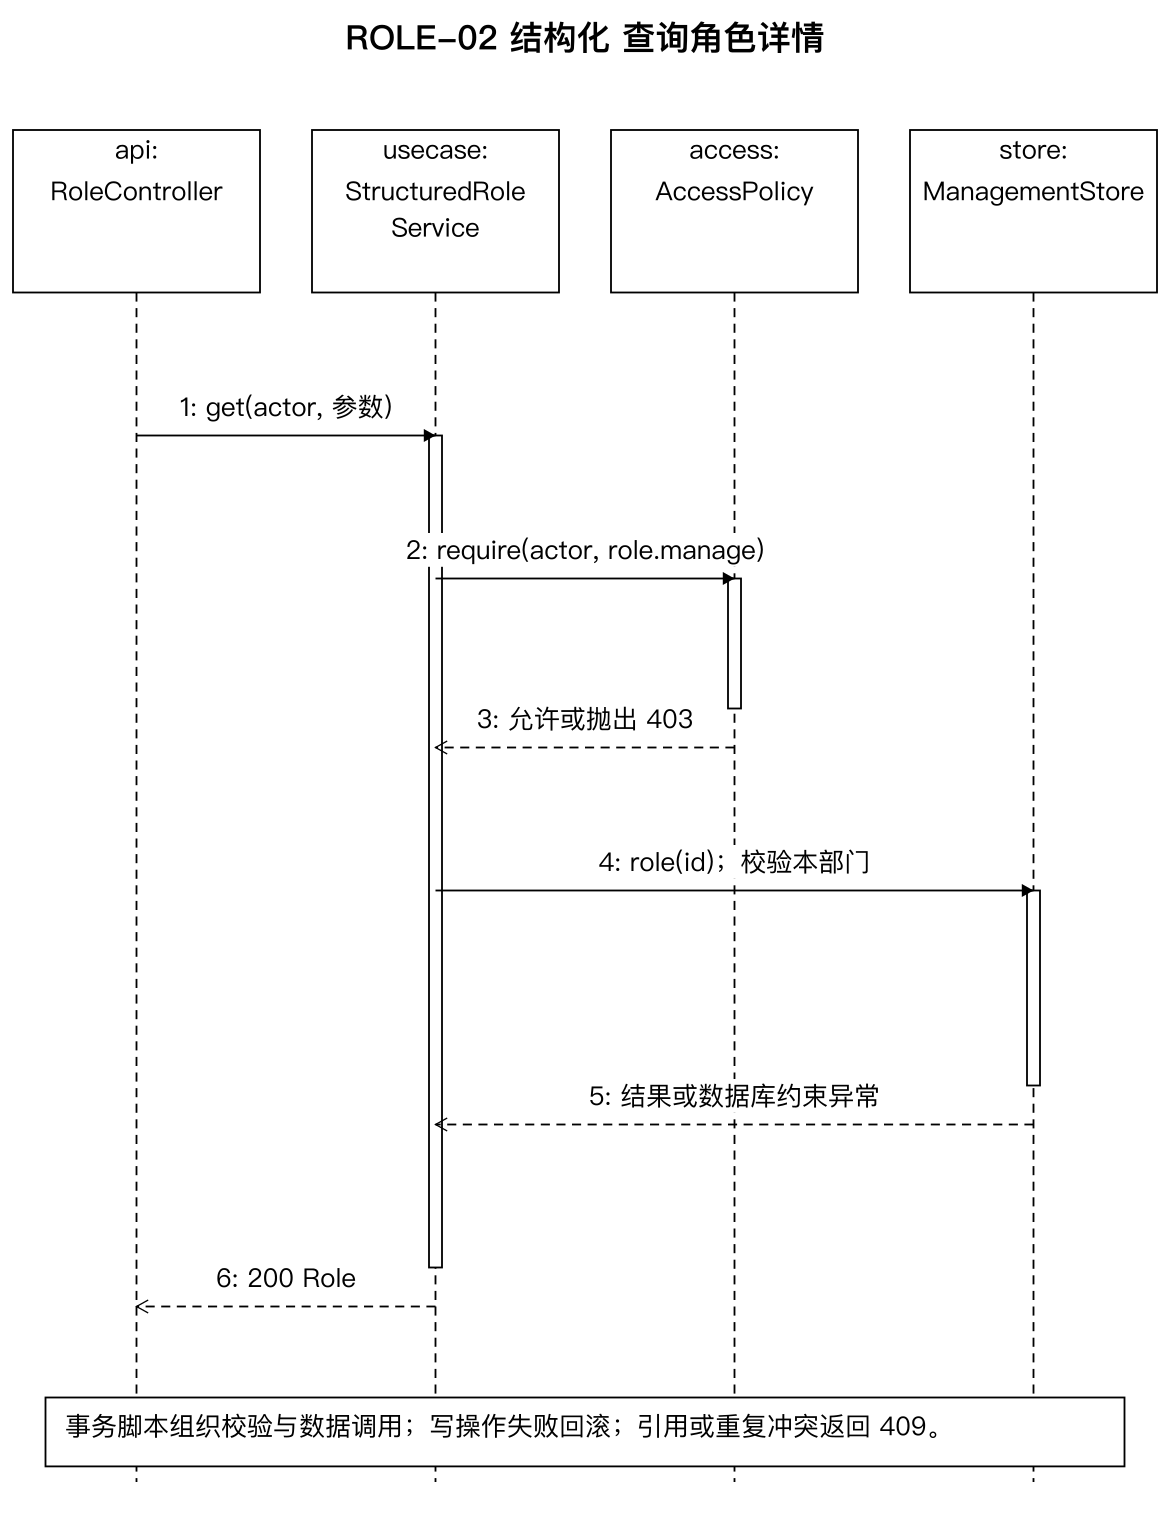 ROLE-02 结构化 查询角色详情
api:
RoleController
usecase:
StructuredRole
Service
access:
AccessPolicy
store:
ManagementStore
1: get(actor, 参数)
2: require(actor, role.manage)
3: 允许或抛出 403
4: role(id)；校验本部门
5: 结果或数据库约束异常
6: 200 Role
事务脚本组织校验与数据调用；写操作失败回滚；引用或重复冲突返回 409。